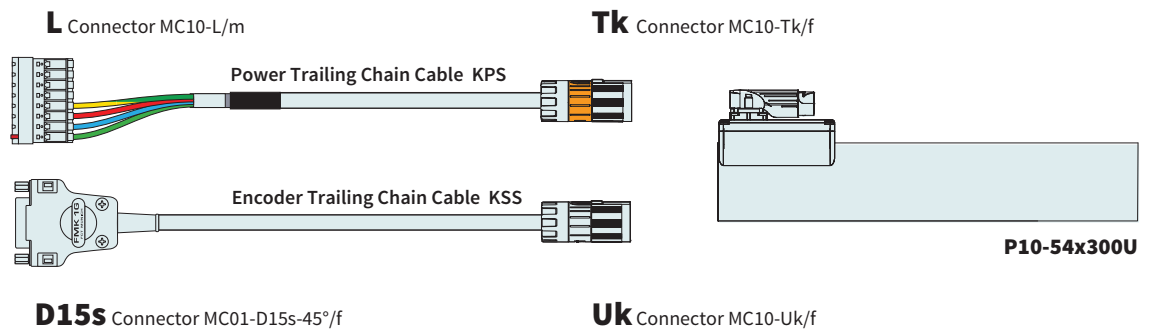 L Connector MC10-L/m
Tk Connector MC10-Tk/f
Power Trailing Chain Cable KPS
Encoder Trailing Chain Cable KSS
FMK 1G
P10-54x300U
D15s Connector MC01-D15s-45°/f
Uk Connector MC10-Uk/f